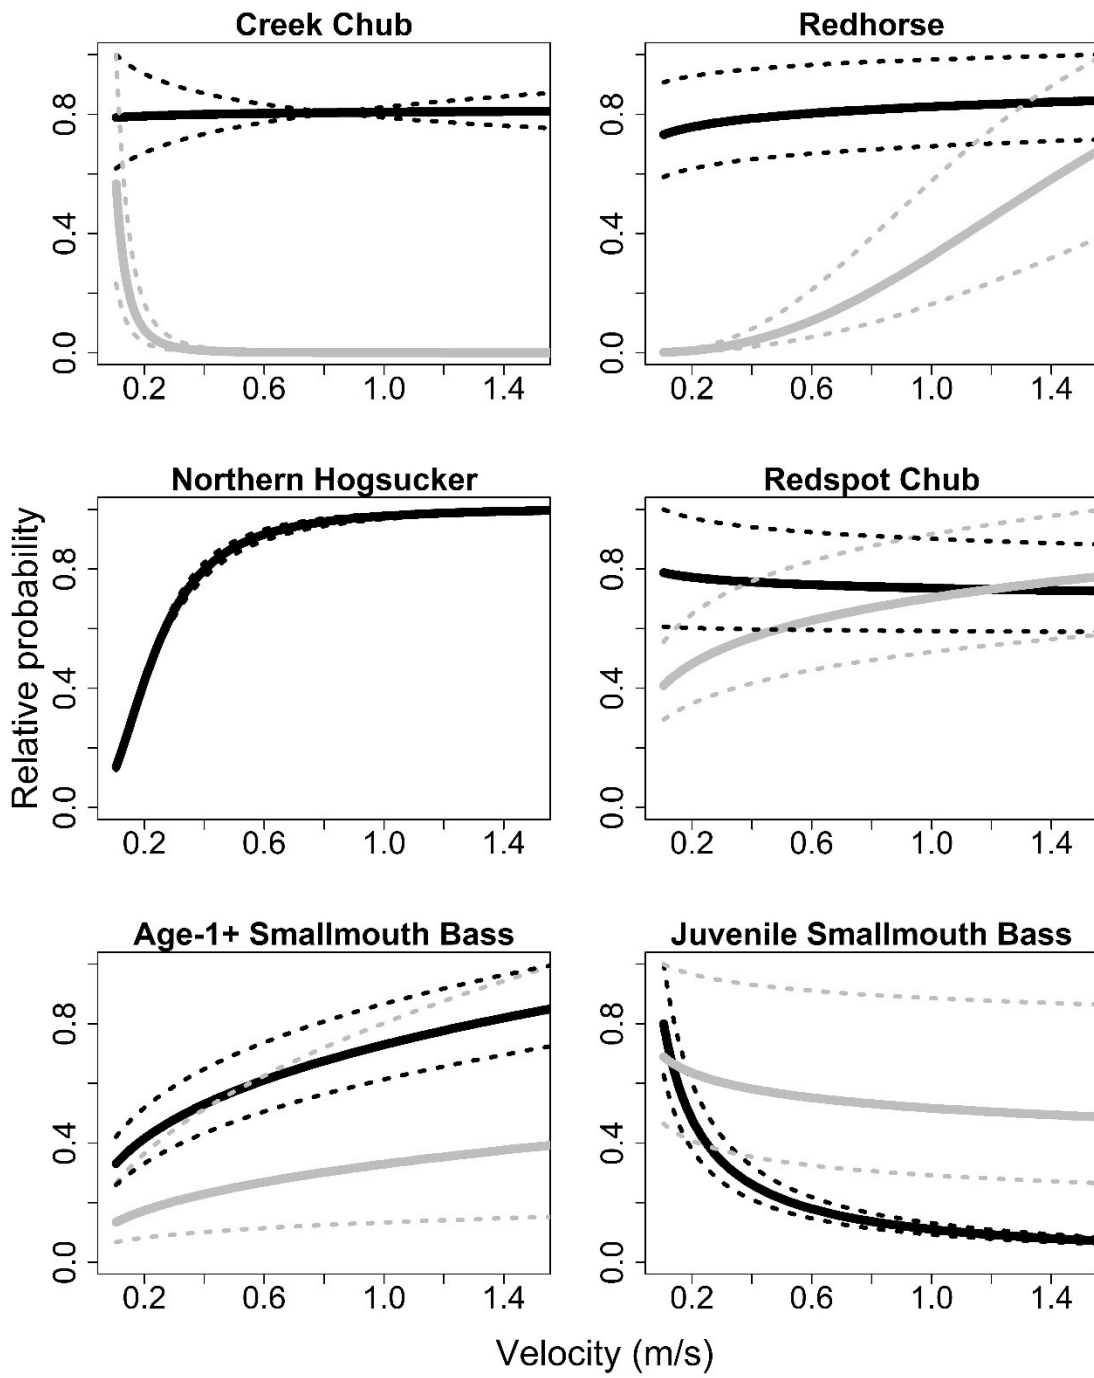 Creek Chub
Redhorse
0.0 0.4 0.8
0.2 0.6 1.0 1.4
0.0 0.4 0.8
0.2 0.6 1.0 1.4
Northern Hogsucker
Redspot Chub
Relative probability
0.0 0.4 0.8
0.2 0.6 1.0 1.4
0.0 0.4 0.8
0.2 0.6 1.0 1.4
Age-1+ Smallmouth Bass
Juvenile Smallmouth Bass
0.0 0.4 0.8
0.2 0.6 1.0 1.4
0.0 0.4 0.8
0.2 0.6 1.0 1.4
Velocity (m/s)